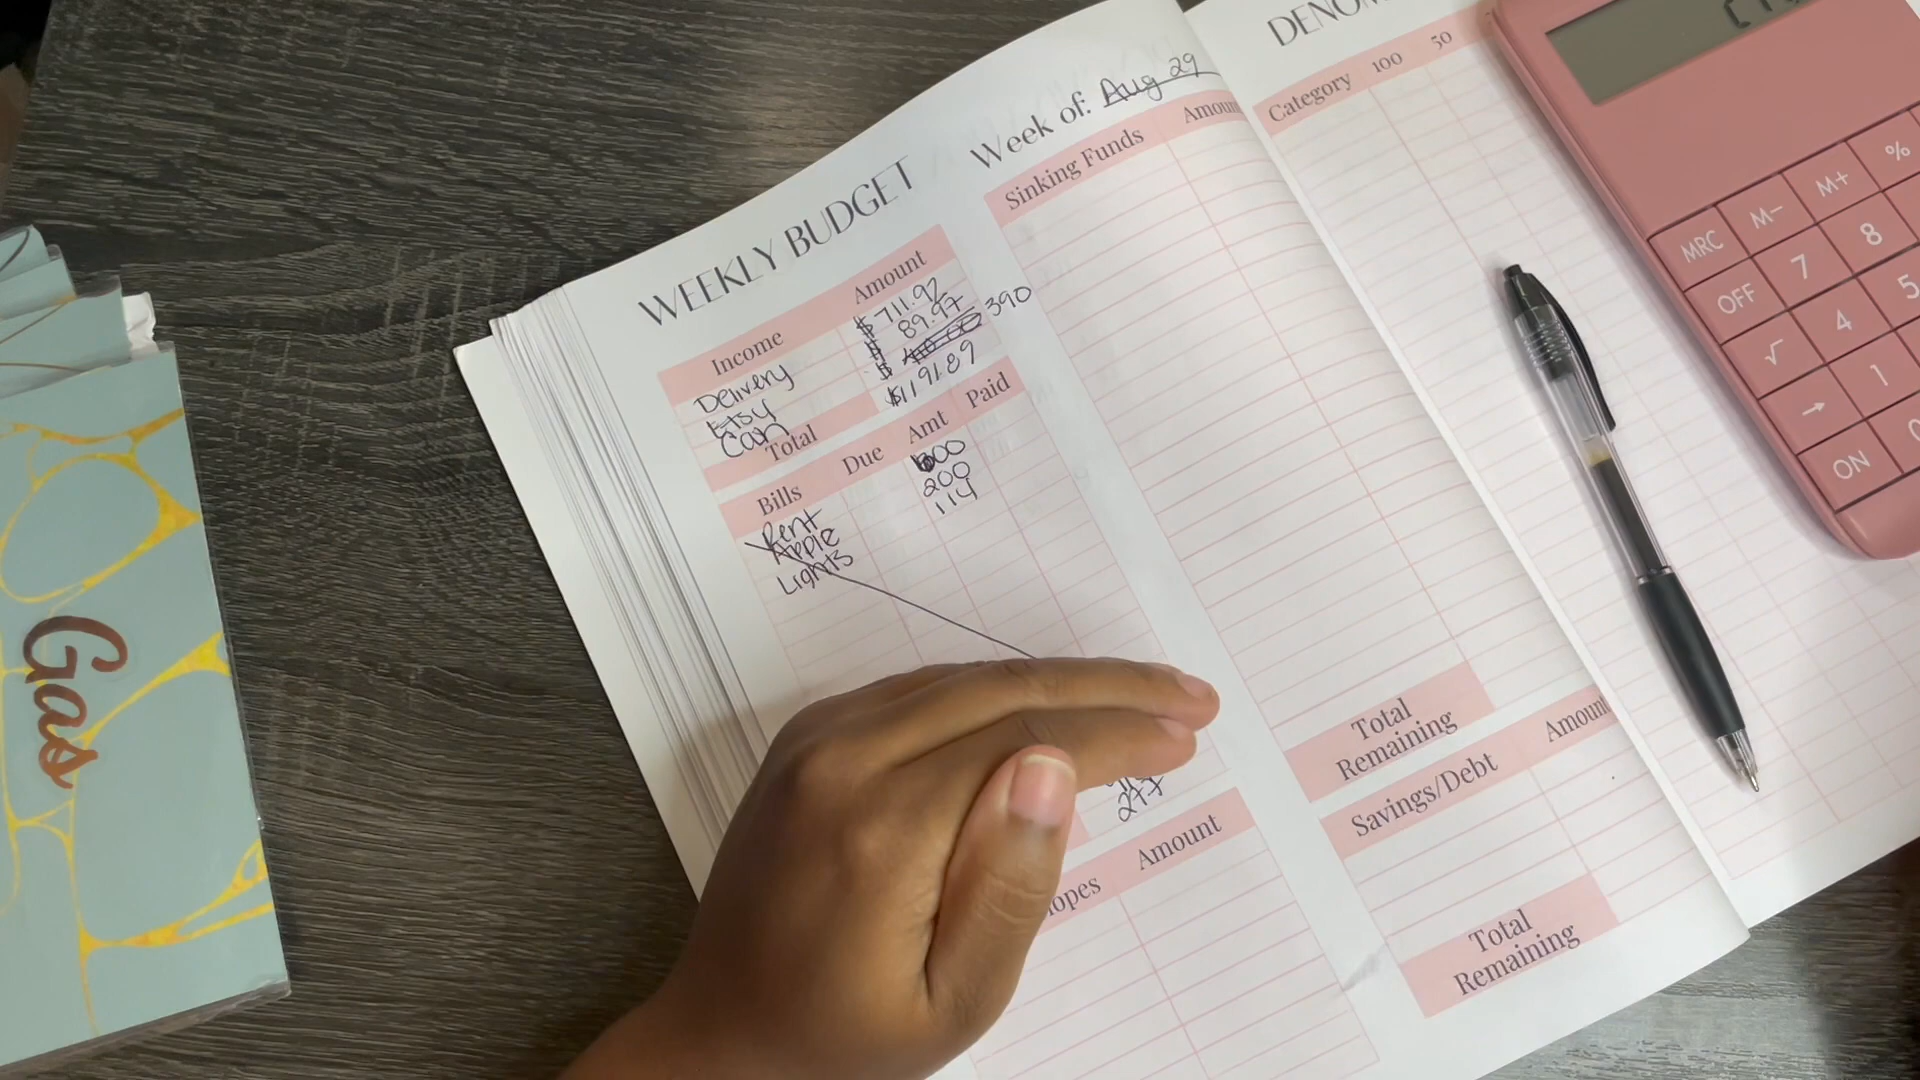 WEEKLY BUDGET
Week of: Aug 29
Income Amount
Delivery $711.92
Etsy $ 89.97
Cash $ 390
Total $1191.89
Bills Due Amt Paid
Rent 600
Apple 200
Lights 114
277
Amount
Sinking Funds
Total
Remaining
Savings/Debt Amount
Total
Remaining
Category 100 50
MRC M− M+ %
OFF 7 8
√ 4 5
→ 1
ON 0
Gas